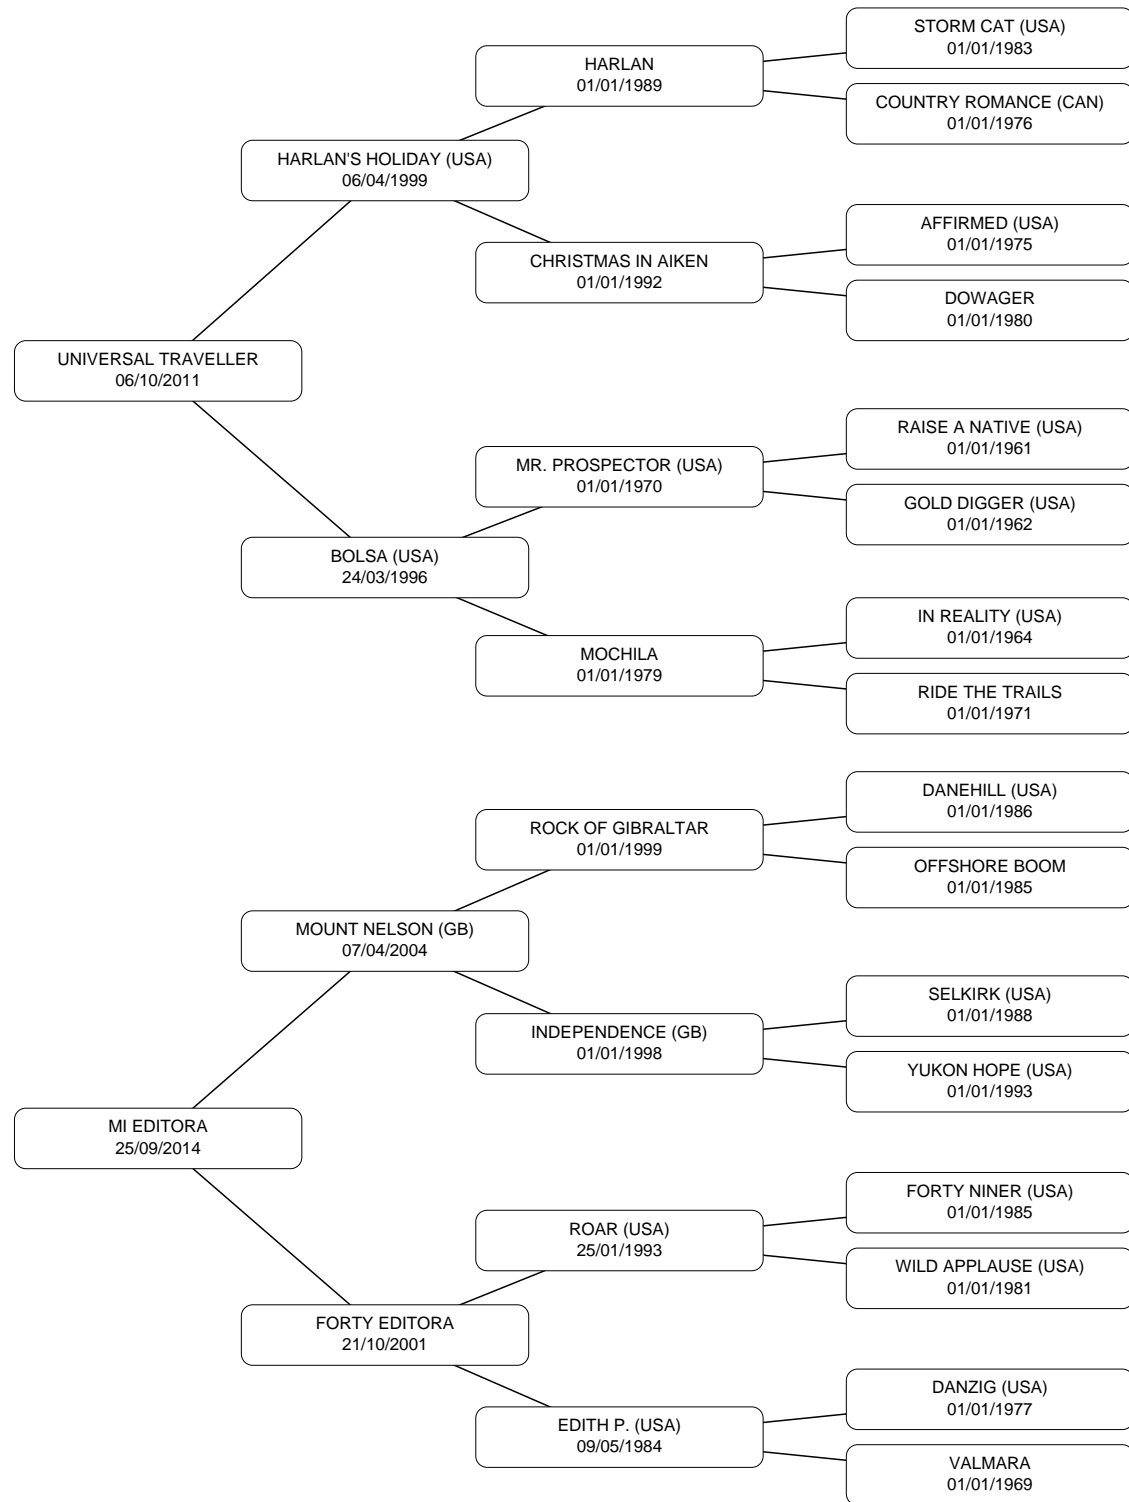 STORM CAT (USA)
01/01/1983
HARLAN
01/01/1989
COUNTRY ROMANCE (CAN)
01/01/1976
HARLAN'S HOLIDAY (USA)
06/04/1999
AFFIRMED (USA)
01/01/1975
CHRISTMAS IN AIKEN
01/01/1992
DOWAGER
01/01/1980
UNIVERSAL TRAVELLER
06/10/2011
RAISE A NATIVE (USA)
01/01/1961
MR. PROSPECTOR (USA)
01/01/1970
GOLD DIGGER (USA)
01/01/1962
BOLSA (USA)
24/03/1996
IN REALITY (USA)
01/01/1964
MOCHILA
01/01/1979
RIDE THE TRAILS
01/01/1971
DANEHILL (USA)
01/01/1986
ROCK OF GIBRALTAR
01/01/1999
OFFSHORE BOOM
01/01/1985
MOUNT NELSON (GB)
07/04/2004
SELKIRK (USA)
01/01/1988
INDEPENDENCE (GB)
01/01/1998
YUKON HOPE (USA)
01/01/1993
MI EDITORA
25/09/2014
FORTY NINER (USA)
01/01/1985
ROAR (USA)
25/01/1993
WILD APPLAUSE (USA)
01/01/1981
FORTY EDITORA
21/10/2001
DANZIG (USA)
01/01/1977
EDITH P. (USA)
09/05/1984
VALMARA
01/01/1969